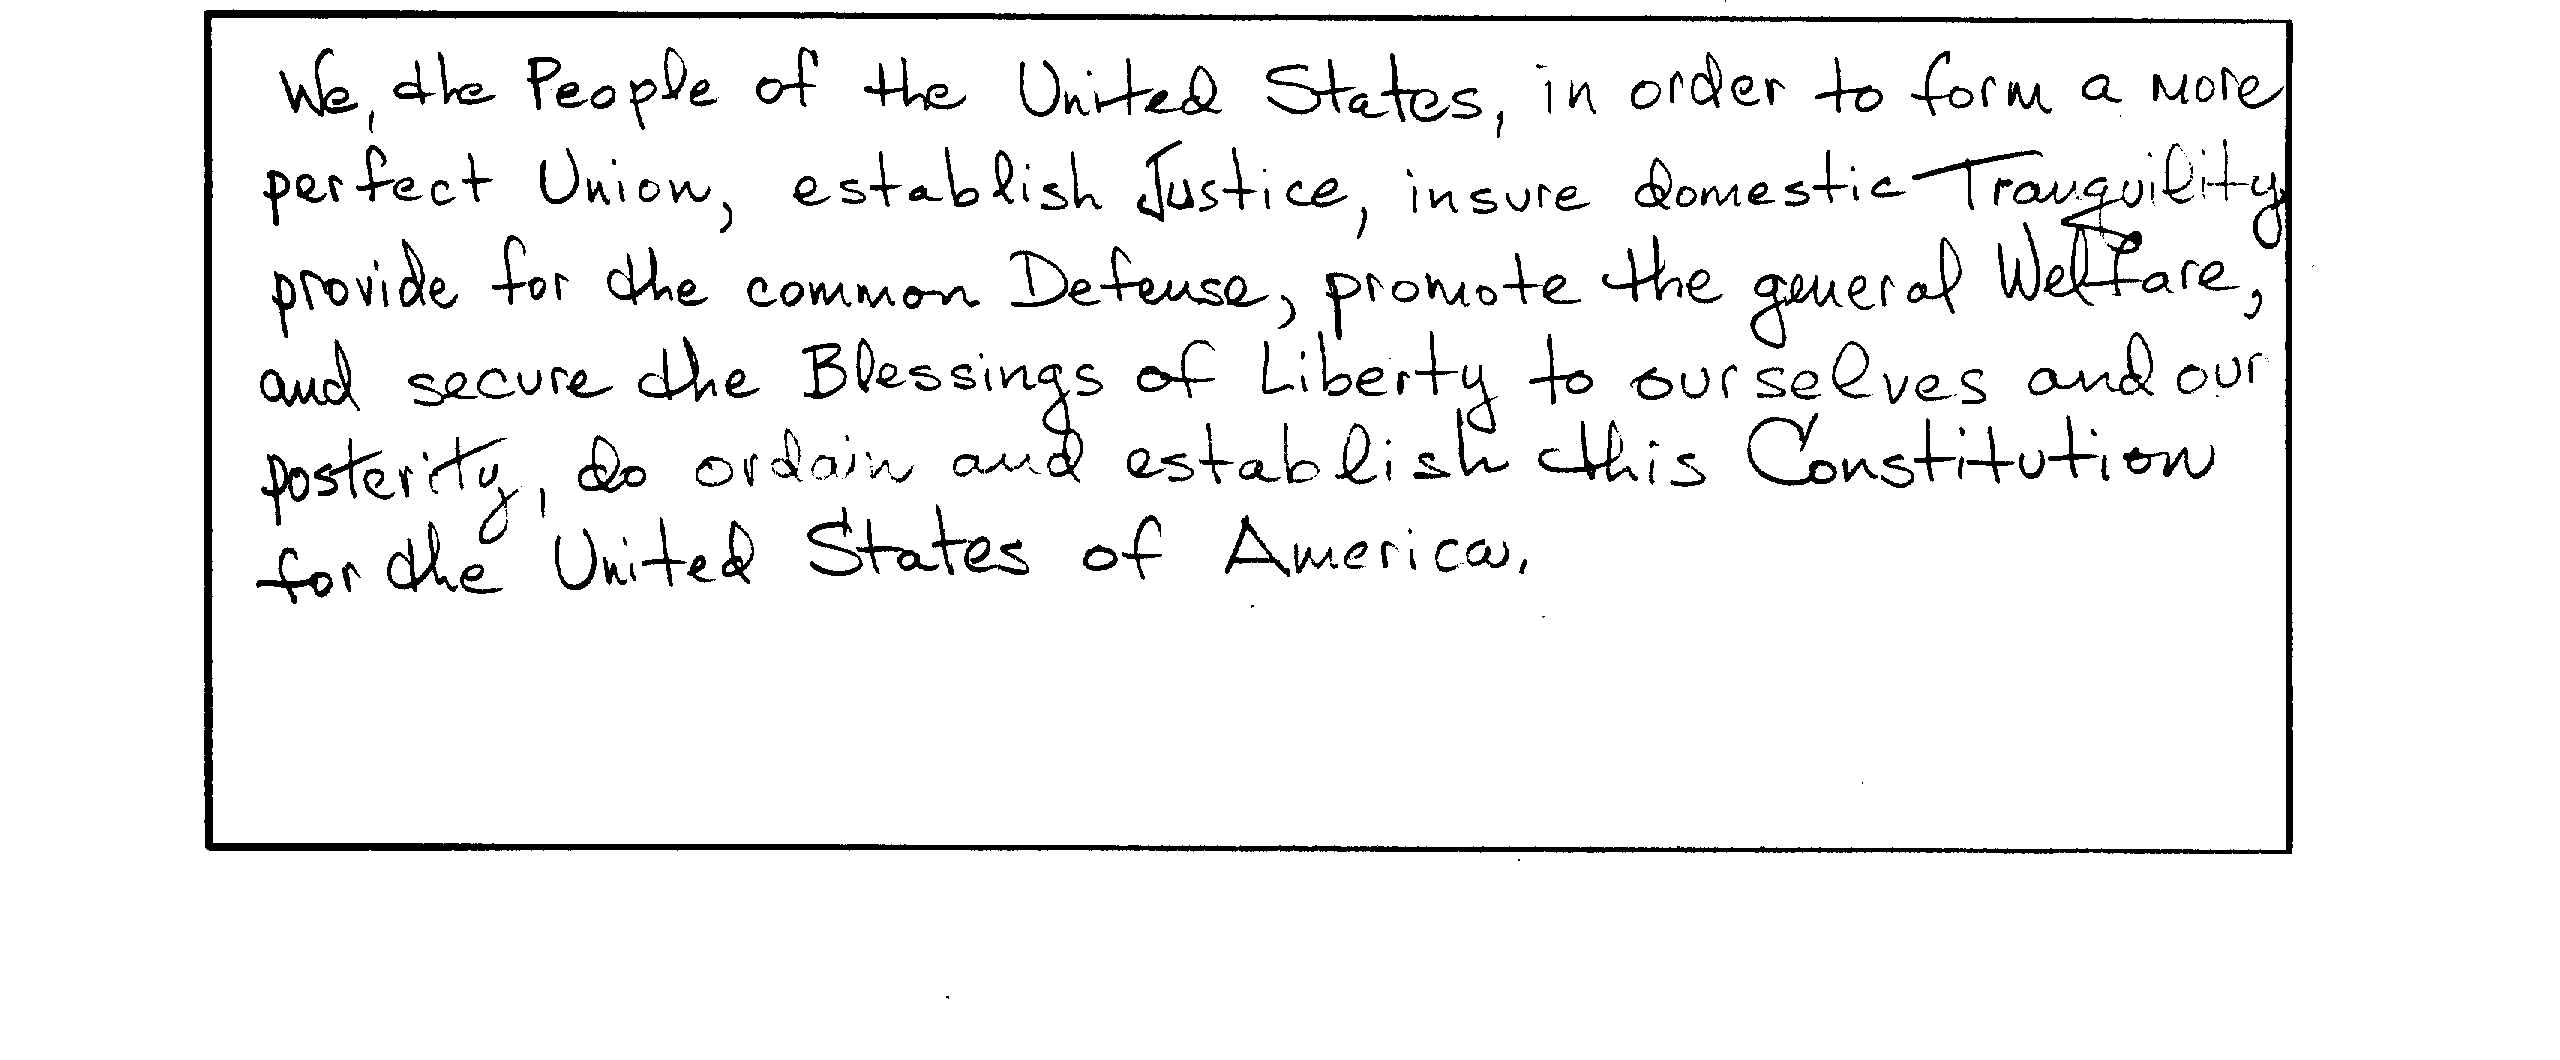 We, the People of the United States, in order to form a more
perfect Union, establish Justice, insure domestic Tranquility,
provide for the common Defense, promote the general Welfare,
and secure the Blessings of Liberty to ourselves and our
posterity, do ordain and establish this Constitution
for the United States of America.